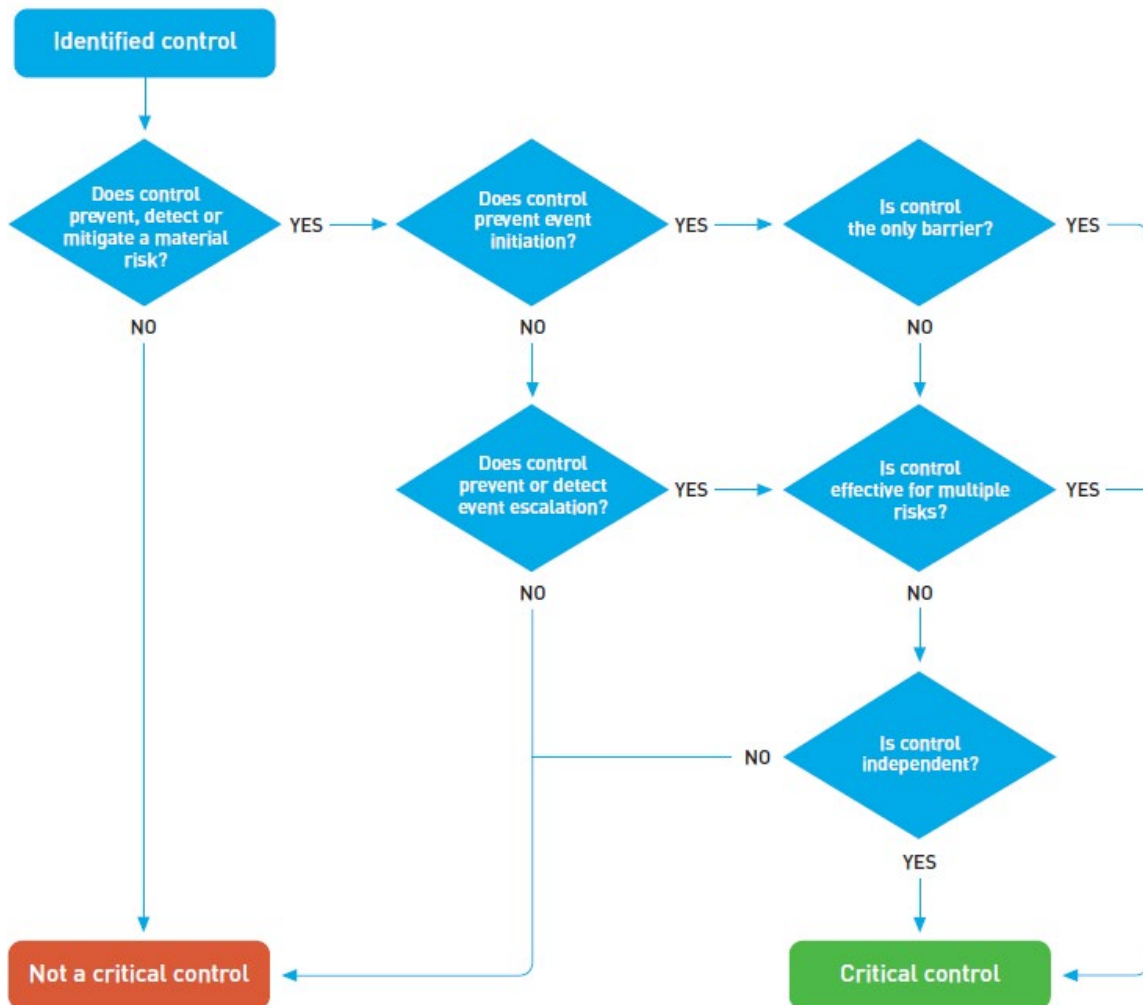 Identified control
Does control
prevent, detect or
mitigate a material
risk?
YES
Does control
prevent event
initiation?
YES
Is control
the only barrier?
YES
NO
NO
NO
Does control
prevent or detect
event escalation?
YES
Is control
effective for multiple
risks?
YES
NO
NO
Is control
independent?
NO
YES
Not a critical control
Critical control